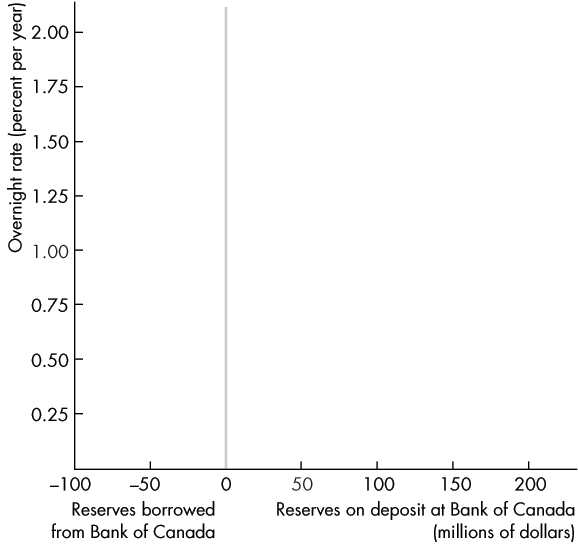 Overnight rate (percent per year)
2.00
1.75
1.50
1.25
1.00
0.75
0.50
0.25
–100 –50 0 50 100 150 200
Reserves borrowed
from Bank of Canada
Reserves on deposit at Bank of Canada
(millions of dollars)